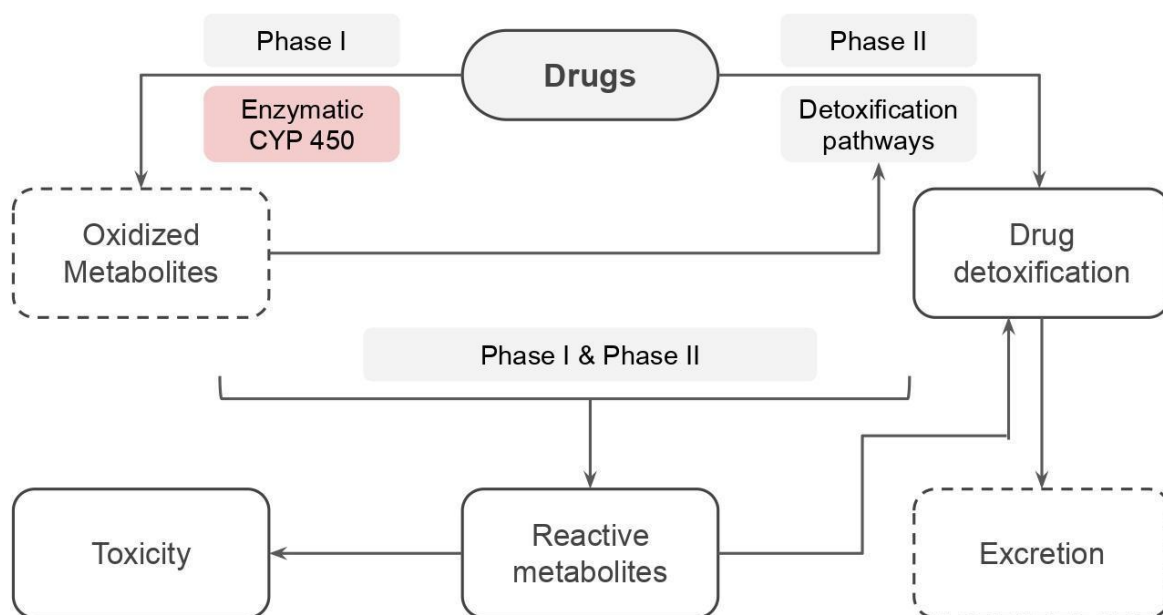 Phase I
Drugs
Phase II
Enzymatic
CYP 450
Detoxification
pathways
Oxidized
Metabolites
Drug
detoxification
Phase I & Phase II
Toxicity
Reactive
metabolites
Excretion